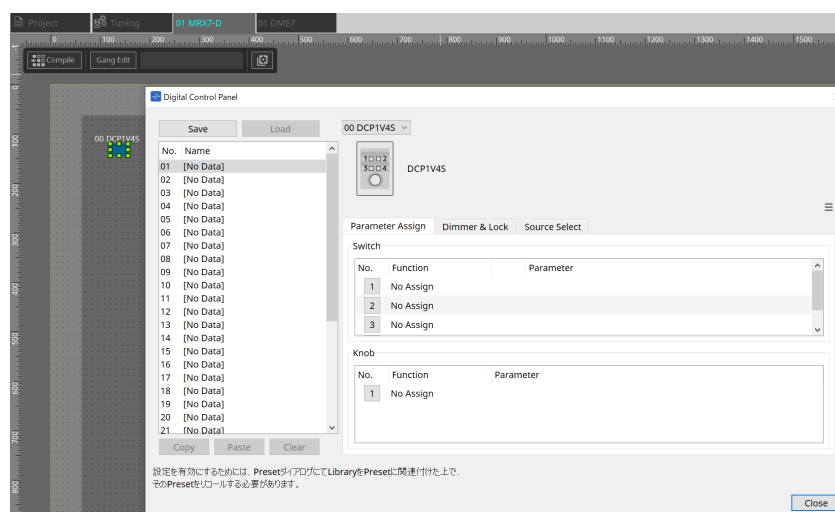 Project Tuning 01 MRX7-D 01 DME7
0 100 200 300 400 500 600 700 800 900 1000 1100 1200 1300 1400 1500
Compile Gang Edit
Digital Control Panel
Save Load 00 DCP1V4S
00 DCP1V4S
No. Name
1 2
3 4
DCP1V4S
01 [No Data]
02 [No Data]
03 [No Data]
04 [No Data]
05 [No Data]
06 [No Data]
07 [No Data]
08 [No Data]
09 [No Data]
10 [No Data]
11 [No Data]
12 [No Data]
13 [No Data]
14 [No Data]
15 [No Data]
16 [No Data]
17 [No Data]
18 [No Data]
19 [No Data]
20 [No Data]
21 [No Data]
Copy Paste Clear
Parameter Assign Dimmer & Lock Source Select
Switch
No. Function Parameter
1 No Assign
2 No Assign
3 No Assign
Knob
No. Function Parameter
1 No Assign
設定を有効にするためには、PresetダイアログにてLibraryをPresetに関連付けた上で、
そのPresetをリコールする必要があります。
Close
0
100
200
300
400
500
600
700
800